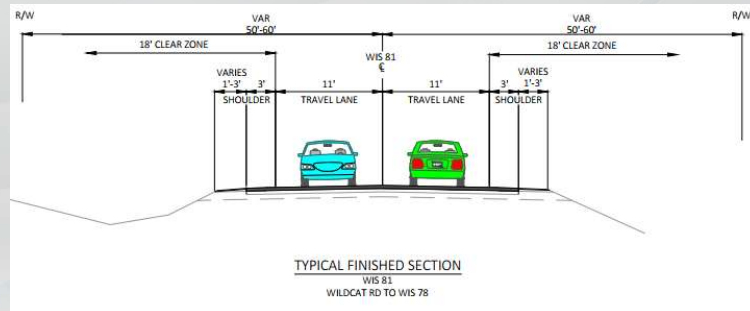 R/W
VAR
50'-60'
VAR
50'-60'
R/W
18' CLEAR ZONE
WIS 81
℄
18' CLEAR ZONE
VARIES
1'-3'
3'
11'
11'
3'
VARIES
1'-3'
SHOULDER
TRAVEL LANE
TRAVEL LANE
SHOULDER
TYPICAL FINISHED SECTION
WIS 81
WILDCAT RD TO WIS 78